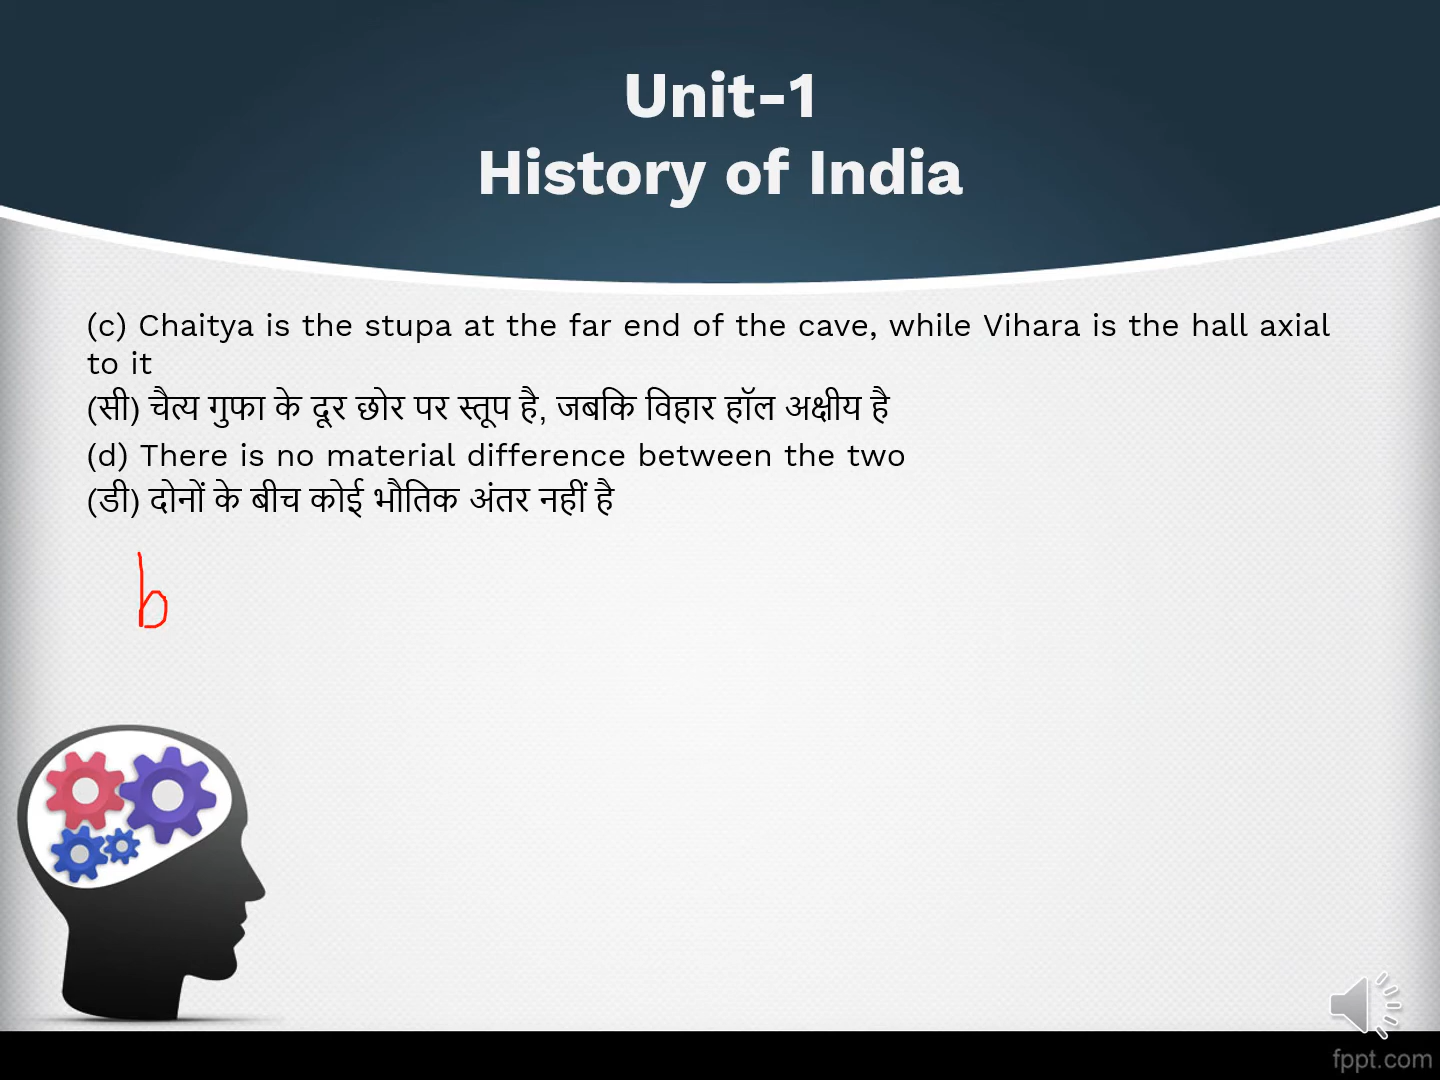 Unit-1
History of India
(c) Chaitya is the stupa at the far end of the cave, while Vihara is the hall axial
to it
(सी) चैत्य गुफा के दूर छोर पर स्तूप है, जबकि विहार हॉल अक्षीय है
(d) There is no material difference between the two
(डी) दोनों के बीच कोई भौतिक अंतर नहीं है
b
fppt.com